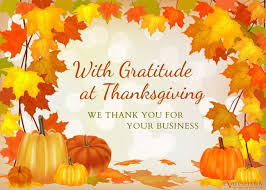 With Gratitude
at Thanksgiving
WE THANK YOU FOR
YOUR BUSINESS